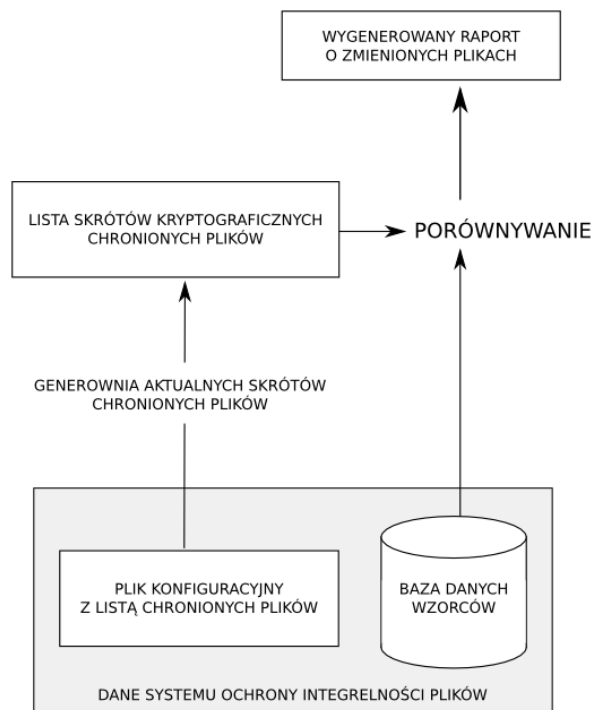 WYGENEROWANY RAPORT
O ZMIENIONYCH PLIKACH
LISTA SKRÓTÓW KRYPTOGRAFICZNYCH
CHRONIONYCH PLIKÓW
PORÓWNYWANIE
GENEROWNIA AKTUALNYCH SKRÓTÓW
CHRONIONYCH PLIKÓW
PLIK KONFIGURACYJNY
Z LISTĄ CHRONIONYCH PLIKÓW
BAZA DANYCH
WZORCÓW
DANE SYSTEMU OCHRONY INTEGRELNOŚCI PLIKÓW